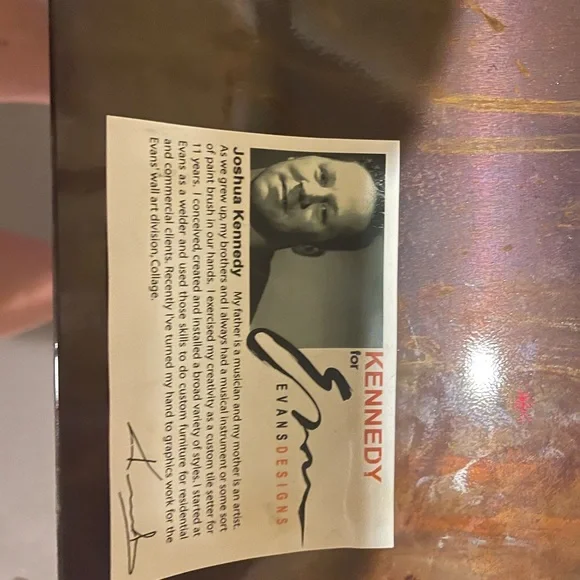 KENNEDY
for
Evans
EVANSDESIGNS
Joshua Kennedy My father is a musician and my mother is an artist.
As we grew up, my brothers and I always had a musical instrument or some sort
of paint brush in our hands. I exercised my creativity as a custom tile setter for
11 years. I conceived, created and installed a broad variety of styles. I started at
Evans as a welder and used those skills to do custom furniture for residential
and commercial clients. Recently I've turned my hand to graphics work for the
Evans' wall art division, Collage.